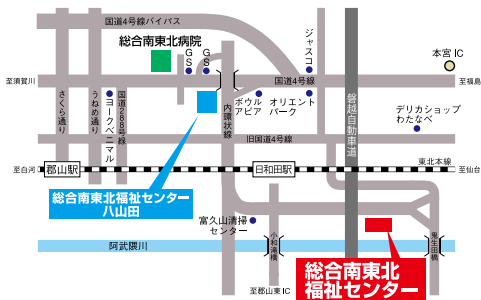 国道4号線バイパス
総合南東北病院
ジャスコ
本宮 IC
GS
GS
至須賀川
国道4号線
至福島
さくら通り
うねめ通り
ヨークベニマル
国道288号線
内環状線
ボウル
アピア
オリエント
パーク
磐越自動車道
デリカショップ
わたなべ
旧国道4号線
東北本線
至白河
郡山駅
日和田駅
至仙台
総合南東北福祉センター
八山田
富久山清掃
センター
小和滝橋
鬼生田橋
阿武隈川
総合南東北
福祉センター
至郡山東IC